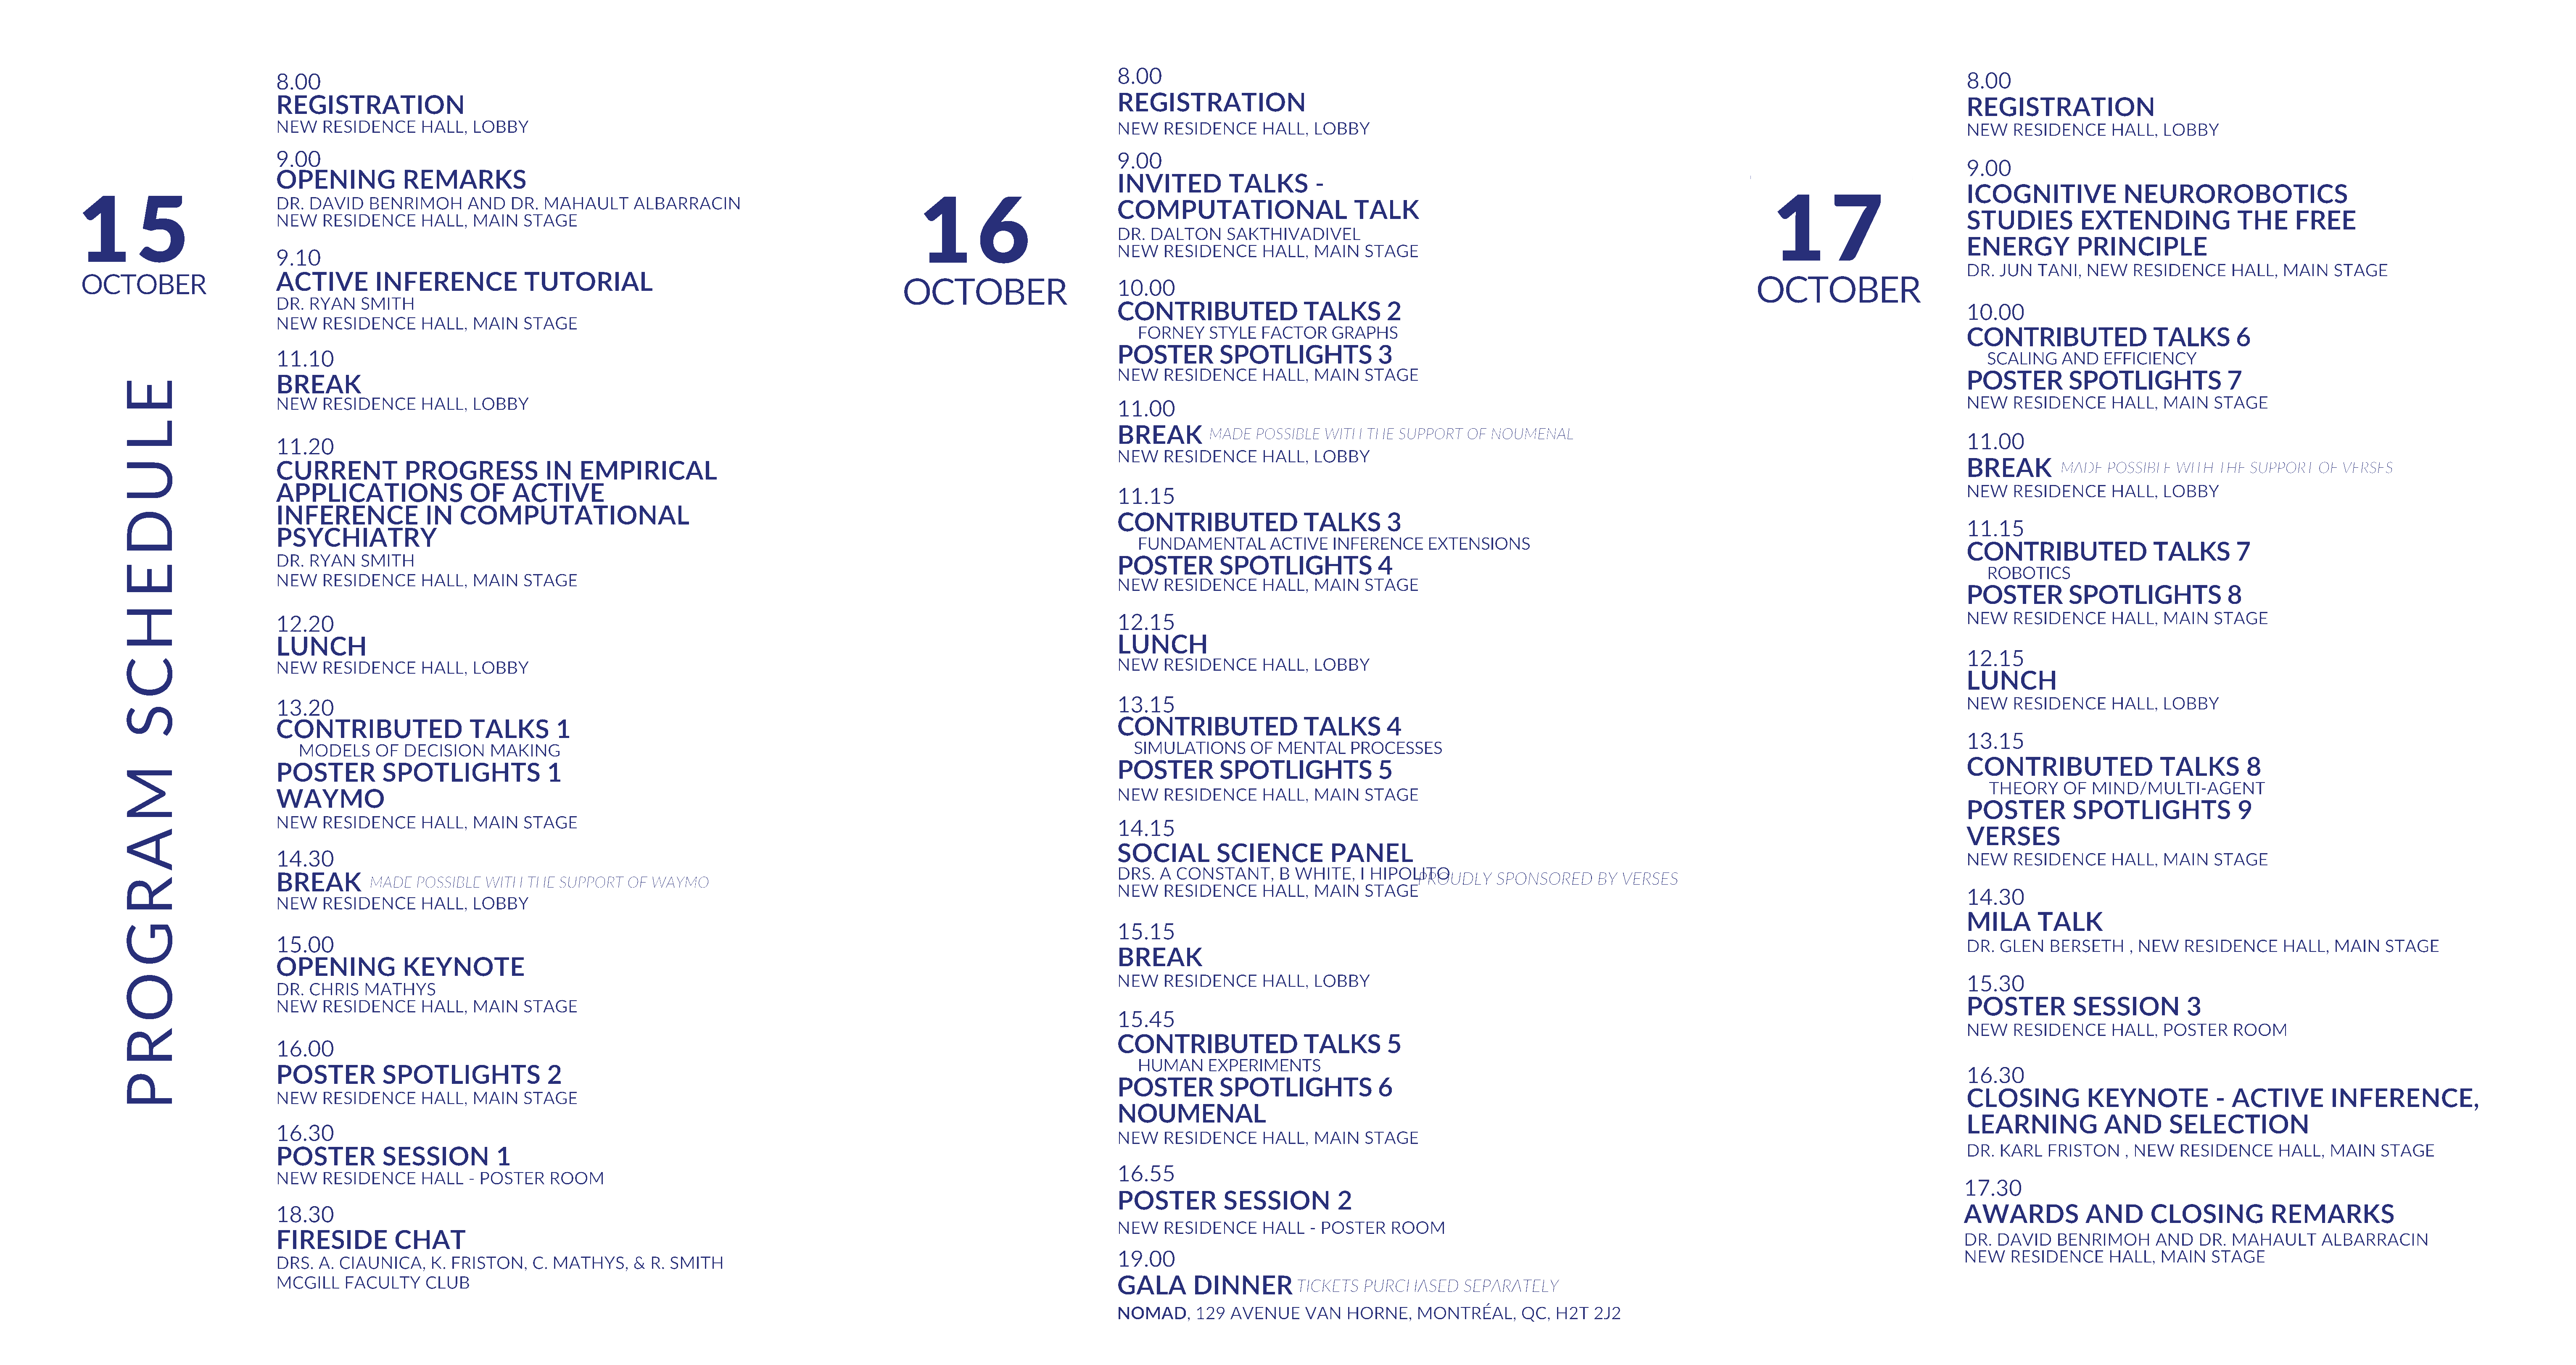 PROGRAM SCHEDULE
15
OCTOBER
8.00
REGISTRATION
NEW RESIDENCE HALL, LOBBY
9.00
OPENING REMARKS
DR. DAVID BENRIMOH AND DR. MAHAULT ALBARRACIN
NEW RESIDENCE HALL, MAIN STAGE
9.10
ACTIVE INFERENCE TUTORIAL
DR. RYAN SMITH
NEW RESIDENCE HALL, MAIN STAGE
11.10
BREAK
NEW RESIDENCE HALL, LOBBY
11.20
CURRENT PROGRESS IN EMPIRICAL
APPLICATIONS OF ACTIVE
INFERENCE IN COMPUTATIONAL
PSYCHIATRY
DR. RYAN SMITH
NEW RESIDENCE HALL, MAIN STAGE
12.20
LUNCH
NEW RESIDENCE HALL, LOBBY
13.20
CONTRIBUTED TALKS 1
MODELS OF DECISION MAKING
POSTER SPOTLIGHTS 1
WAYMO
NEW RESIDENCE HALL, MAIN STAGE
14.30
BREAK MADE POSSIBLE WITH THE SUPPORT OF WAYMO
NEW RESIDENCE HALL, LOBBY
15.00
OPENING KEYNOTE
DR. CHRIS MATHYS
NEW RESIDENCE HALL, MAIN STAGE
16.00
POSTER SPOTLIGHTS 2
NEW RESIDENCE HALL, MAIN STAGE
16.30
POSTER SESSION 1
NEW RESIDENCE HALL - POSTER ROOM
18.30
FIRESIDE CHAT
DRS. A. CIAUNICA, K. FRISTON, C. MATHYS, & R. SMITH
MCGILL FACULTY CLUB
16
OCTOBER
8.00
REGISTRATION
NEW RESIDENCE HALL, LOBBY
9.00
INVITED TALKS -
COMPUTATIONAL TALK
DR. DALTON SAKTHIVADIVEL
NEW RESIDENCE HALL, MAIN STAGE
10.00
CONTRIBUTED TALKS 2
FORNEY STYLE FACTOR GRAPHS
POSTER SPOTLIGHTS 3
NEW RESIDENCE HALL, MAIN STAGE
11.00
BREAK MADE POSSIBLE WITH THE SUPPORT OF NOUMENAL
NEW RESIDENCE HALL, LOBBY
11.15
CONTRIBUTED TALKS 3
FUNDAMENTAL ACTIVE INFERENCE EXTENSIONS
POSTER SPOTLIGHTS 4
NEW RESIDENCE HALL, MAIN STAGE
12.15
LUNCH
NEW RESIDENCE HALL, LOBBY
13.15
CONTRIBUTED TALKS 4
SIMULATIONS OF MENTAL PROCESSES
POSTER SPOTLIGHTS 5
NEW RESIDENCE HALL, MAIN STAGE
14.15
SOCIAL SCIENCE PANEL
DRS. A CONSTANT, B WHITE, I HIPOLITO
PROUDLY SPONSORED BY VERSES
NEW RESIDENCE HALL, MAIN STAGE
15.15
BREAK
NEW RESIDENCE HALL, LOBBY
15.45
CONTRIBUTED TALKS 5
HUMAN EXPERIMENTS
POSTER SPOTLIGHTS 6
NOUMENAL
NEW RESIDENCE HALL, MAIN STAGE
16.55
POSTER SESSION 2
NEW RESIDENCE HALL - POSTER ROOM
19.00
GALA DINNER TICKETS PURCHASED SEPARATELY
NOMAD, 129 AVENUE VAN HORNE, MONTRÉAL, QC, H2T 2J2
17
OCTOBER
8.00
REGISTRATION
NEW RESIDENCE HALL, LOBBY
9.00
ICOGNITIVE NEUROROBOTICS
STUDIES EXTENDING THE FREE
ENERGY PRINCIPLE
DR. JUN TANI, NEW RESIDENCE HALL, MAIN STAGE
10.00
CONTRIBUTED TALKS 6
SCALING AND EFFICIENCY
POSTER SPOTLIGHTS 7
NEW RESIDENCE HALL, MAIN STAGE
11.00
BREAK MADE POSSIBLE WITH THE SUPPORT OF VERSES
NEW RESIDENCE HALL, LOBBY
11.15
CONTRIBUTED TALKS 7
ROBOTICS
POSTER SPOTLIGHTS 8
NEW RESIDENCE HALL, MAIN STAGE
12.15
LUNCH
NEW RESIDENCE HALL, LOBBY
13.15
CONTRIBUTED TALKS 8
THEORY OF MIND/MULTI-AGENT
POSTER SPOTLIGHTS 9
VERSES
NEW RESIDENCE HALL, MAIN STAGE
14.30
MILA TALK
DR. GLEN BERSETH , NEW RESIDENCE HALL, MAIN STAGE
15.30
POSTER SESSION 3
NEW RESIDENCE HALL, POSTER ROOM
16.30
CLOSING KEYNOTE - ACTIVE INFERENCE,
LEARNING AND SELECTION
DR. KARL FRISTON , NEW RESIDENCE HALL, MAIN STAGE
17.30
AWARDS AND CLOSING REMARKS
DR. DAVID BENRIMOH AND DR. MAHAULT ALBARRACIN
NEW RESIDENCE HALL, MAIN STAGE